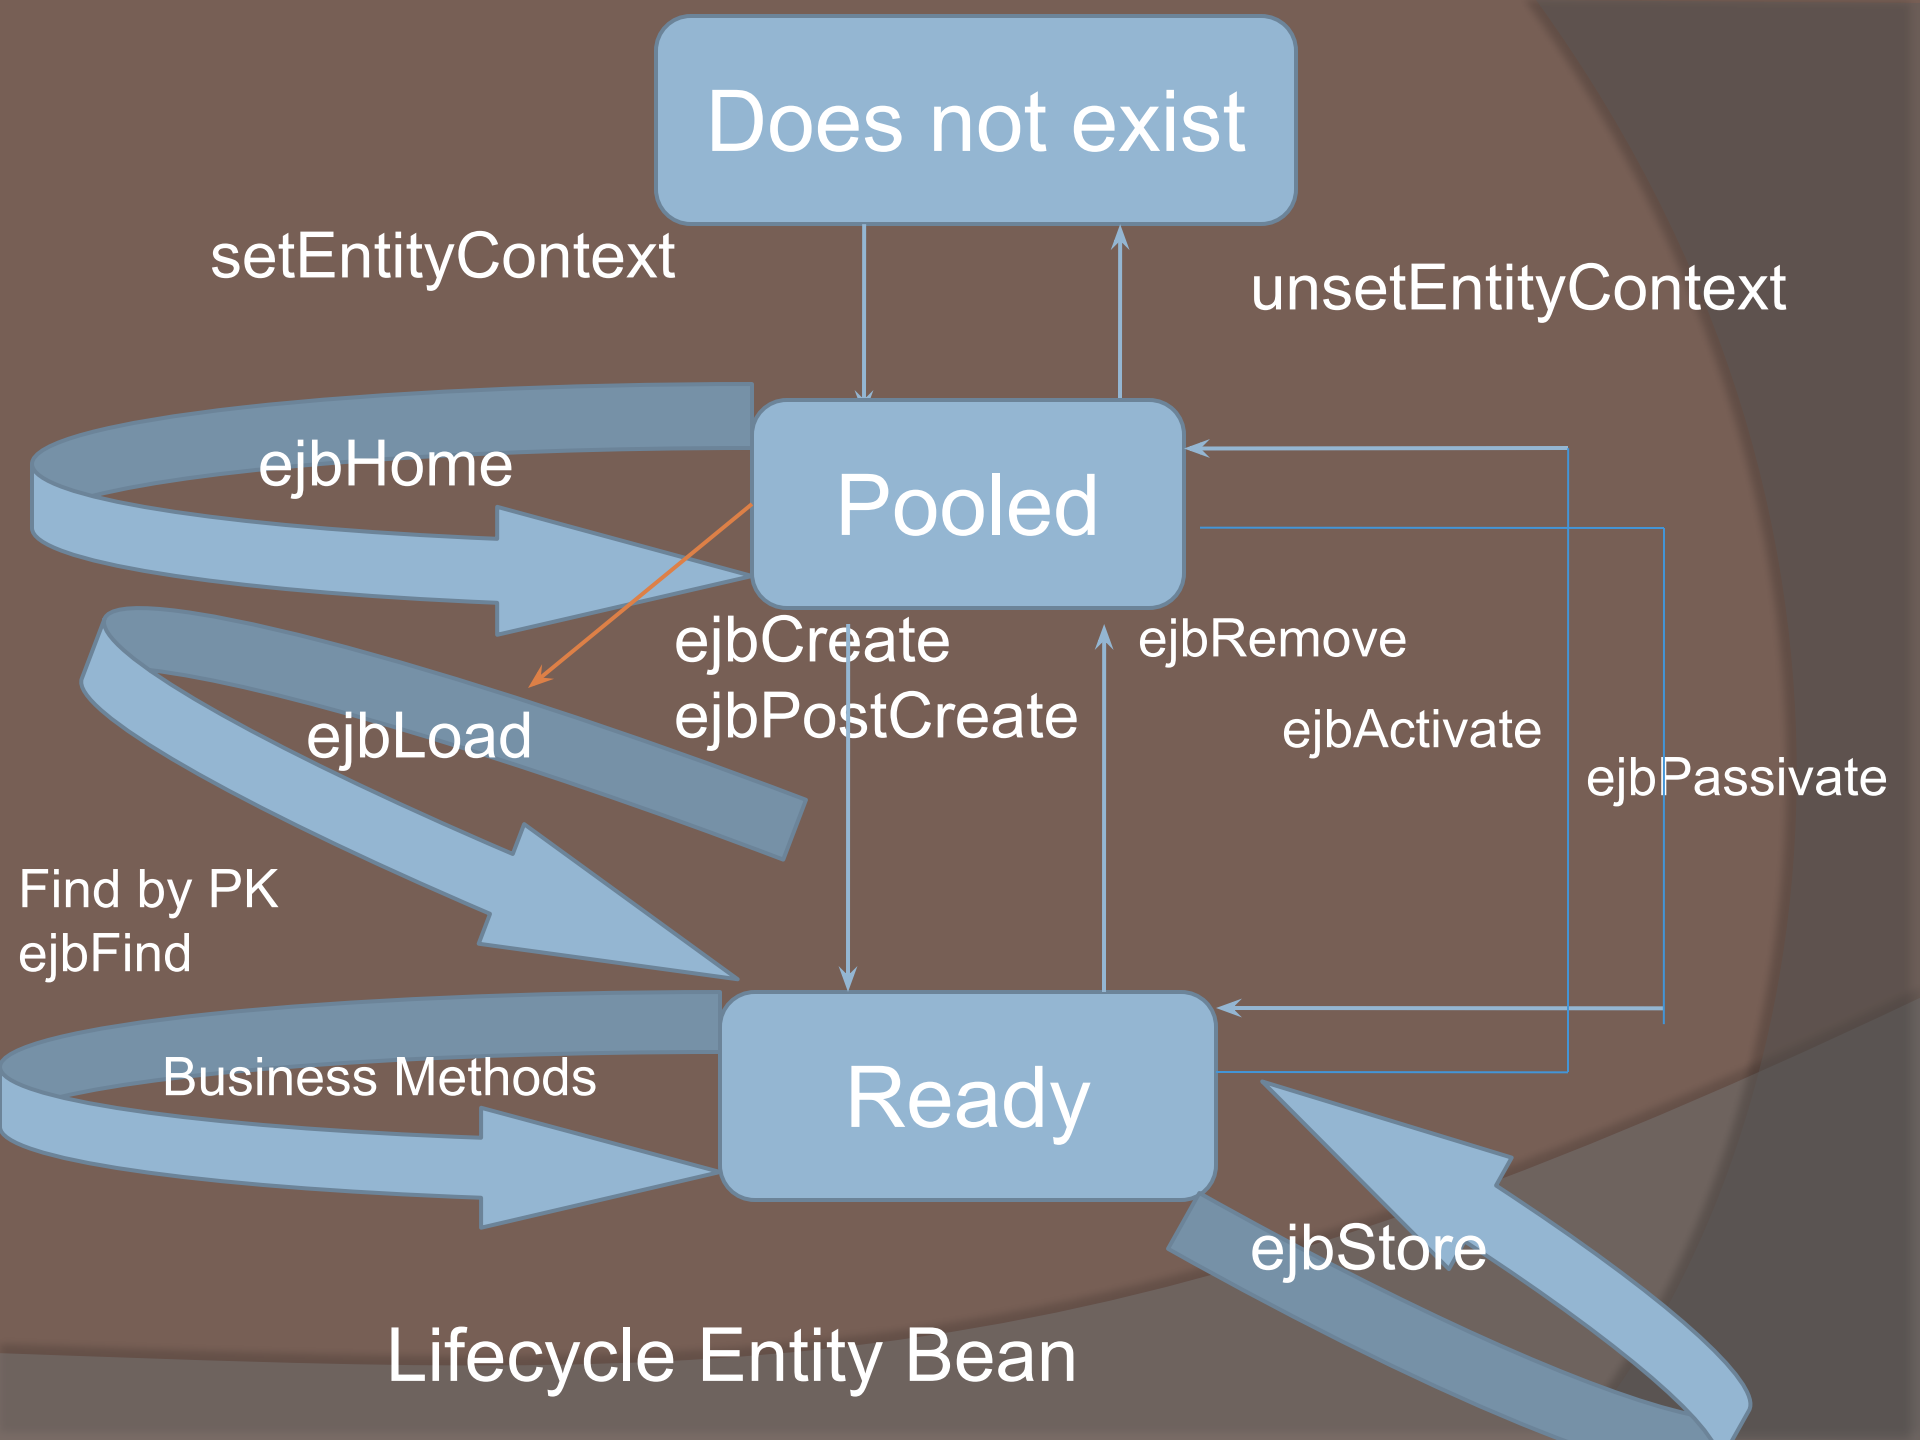 Does not exist
setEntityContext
unsetEntityContext
ejbHome
Pooled
ejbCreate
ejbPostCreate
ejbRemove
ejbActivate
ejbLoad
ejbPassivate
Find by PK
ejbFind
Business Methods
Ready
ejbStore
Lifecycle Entity Bean